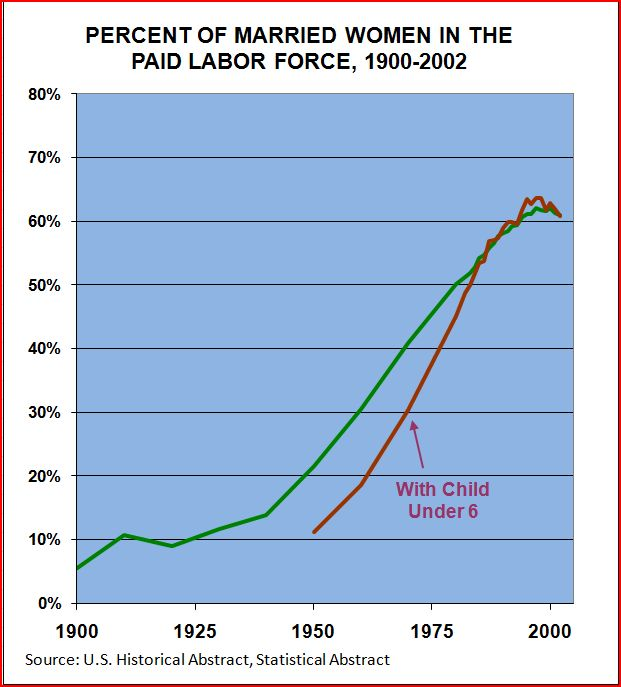 PERCENT OF MARRIED WOMEN IN THE
PAID LABOR FORCE, 1900-2002
80%
70%
60%
50%
40%
30%
20%
10%
0%
With Child
Under 6
1900 1925 1950 1975 2000
Source: U.S. Historical Abstract, Statistical Abstract